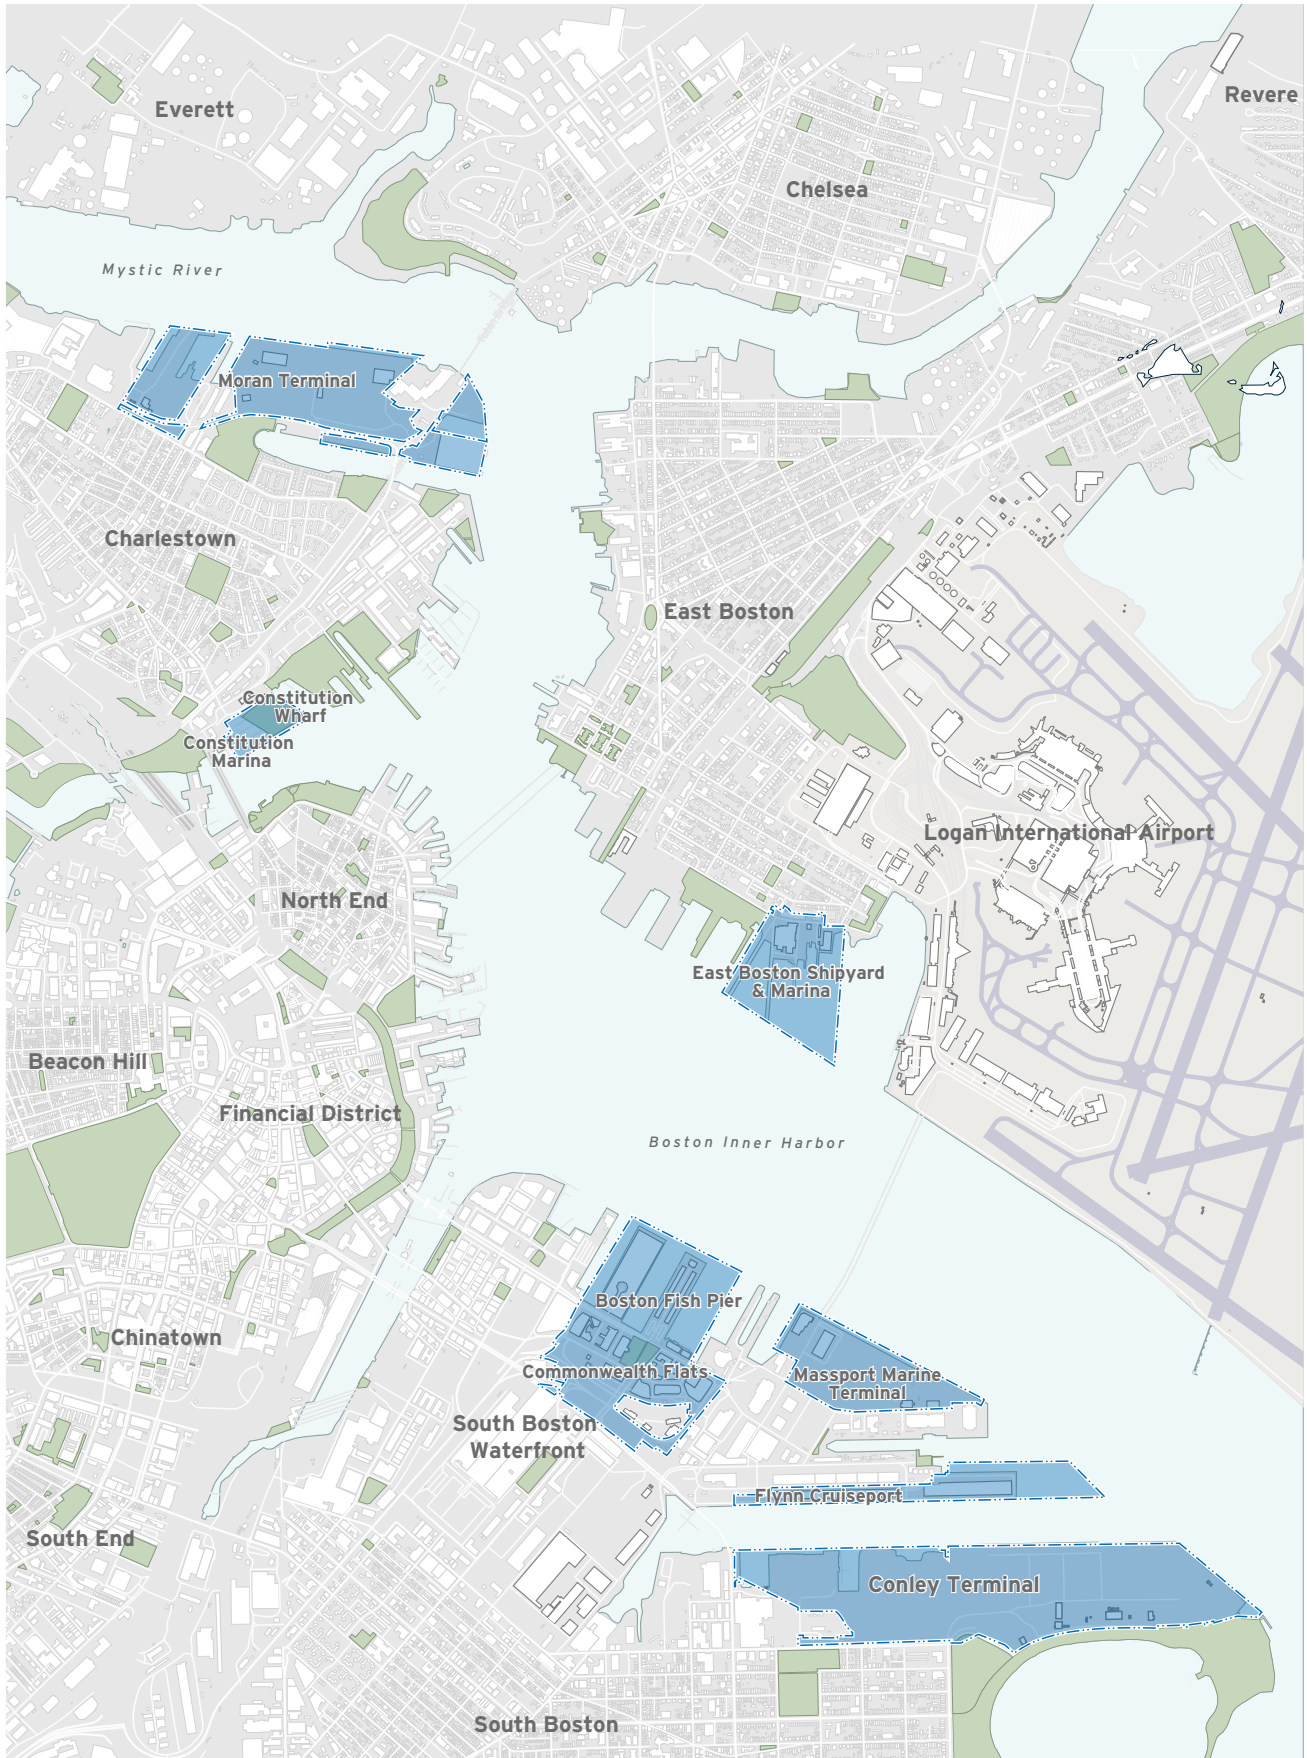 Revere
Everett
Chelsea
Mystic River
Moran Terminal
Charlestown
East Boston
Constitution
Wharf
Constitution
Marina
Logan International Airport
North End
East Boston Shipyard
& Marina
Beacon Hill
Financial District
Boston Inner Harbor
Boston Fish Pier
Chinatown
Commonwealth Flats
Massport Marine
Terminal
South Boston
Waterfront
Flynn Cruiseport
South End
Conley Terminal
South Boston